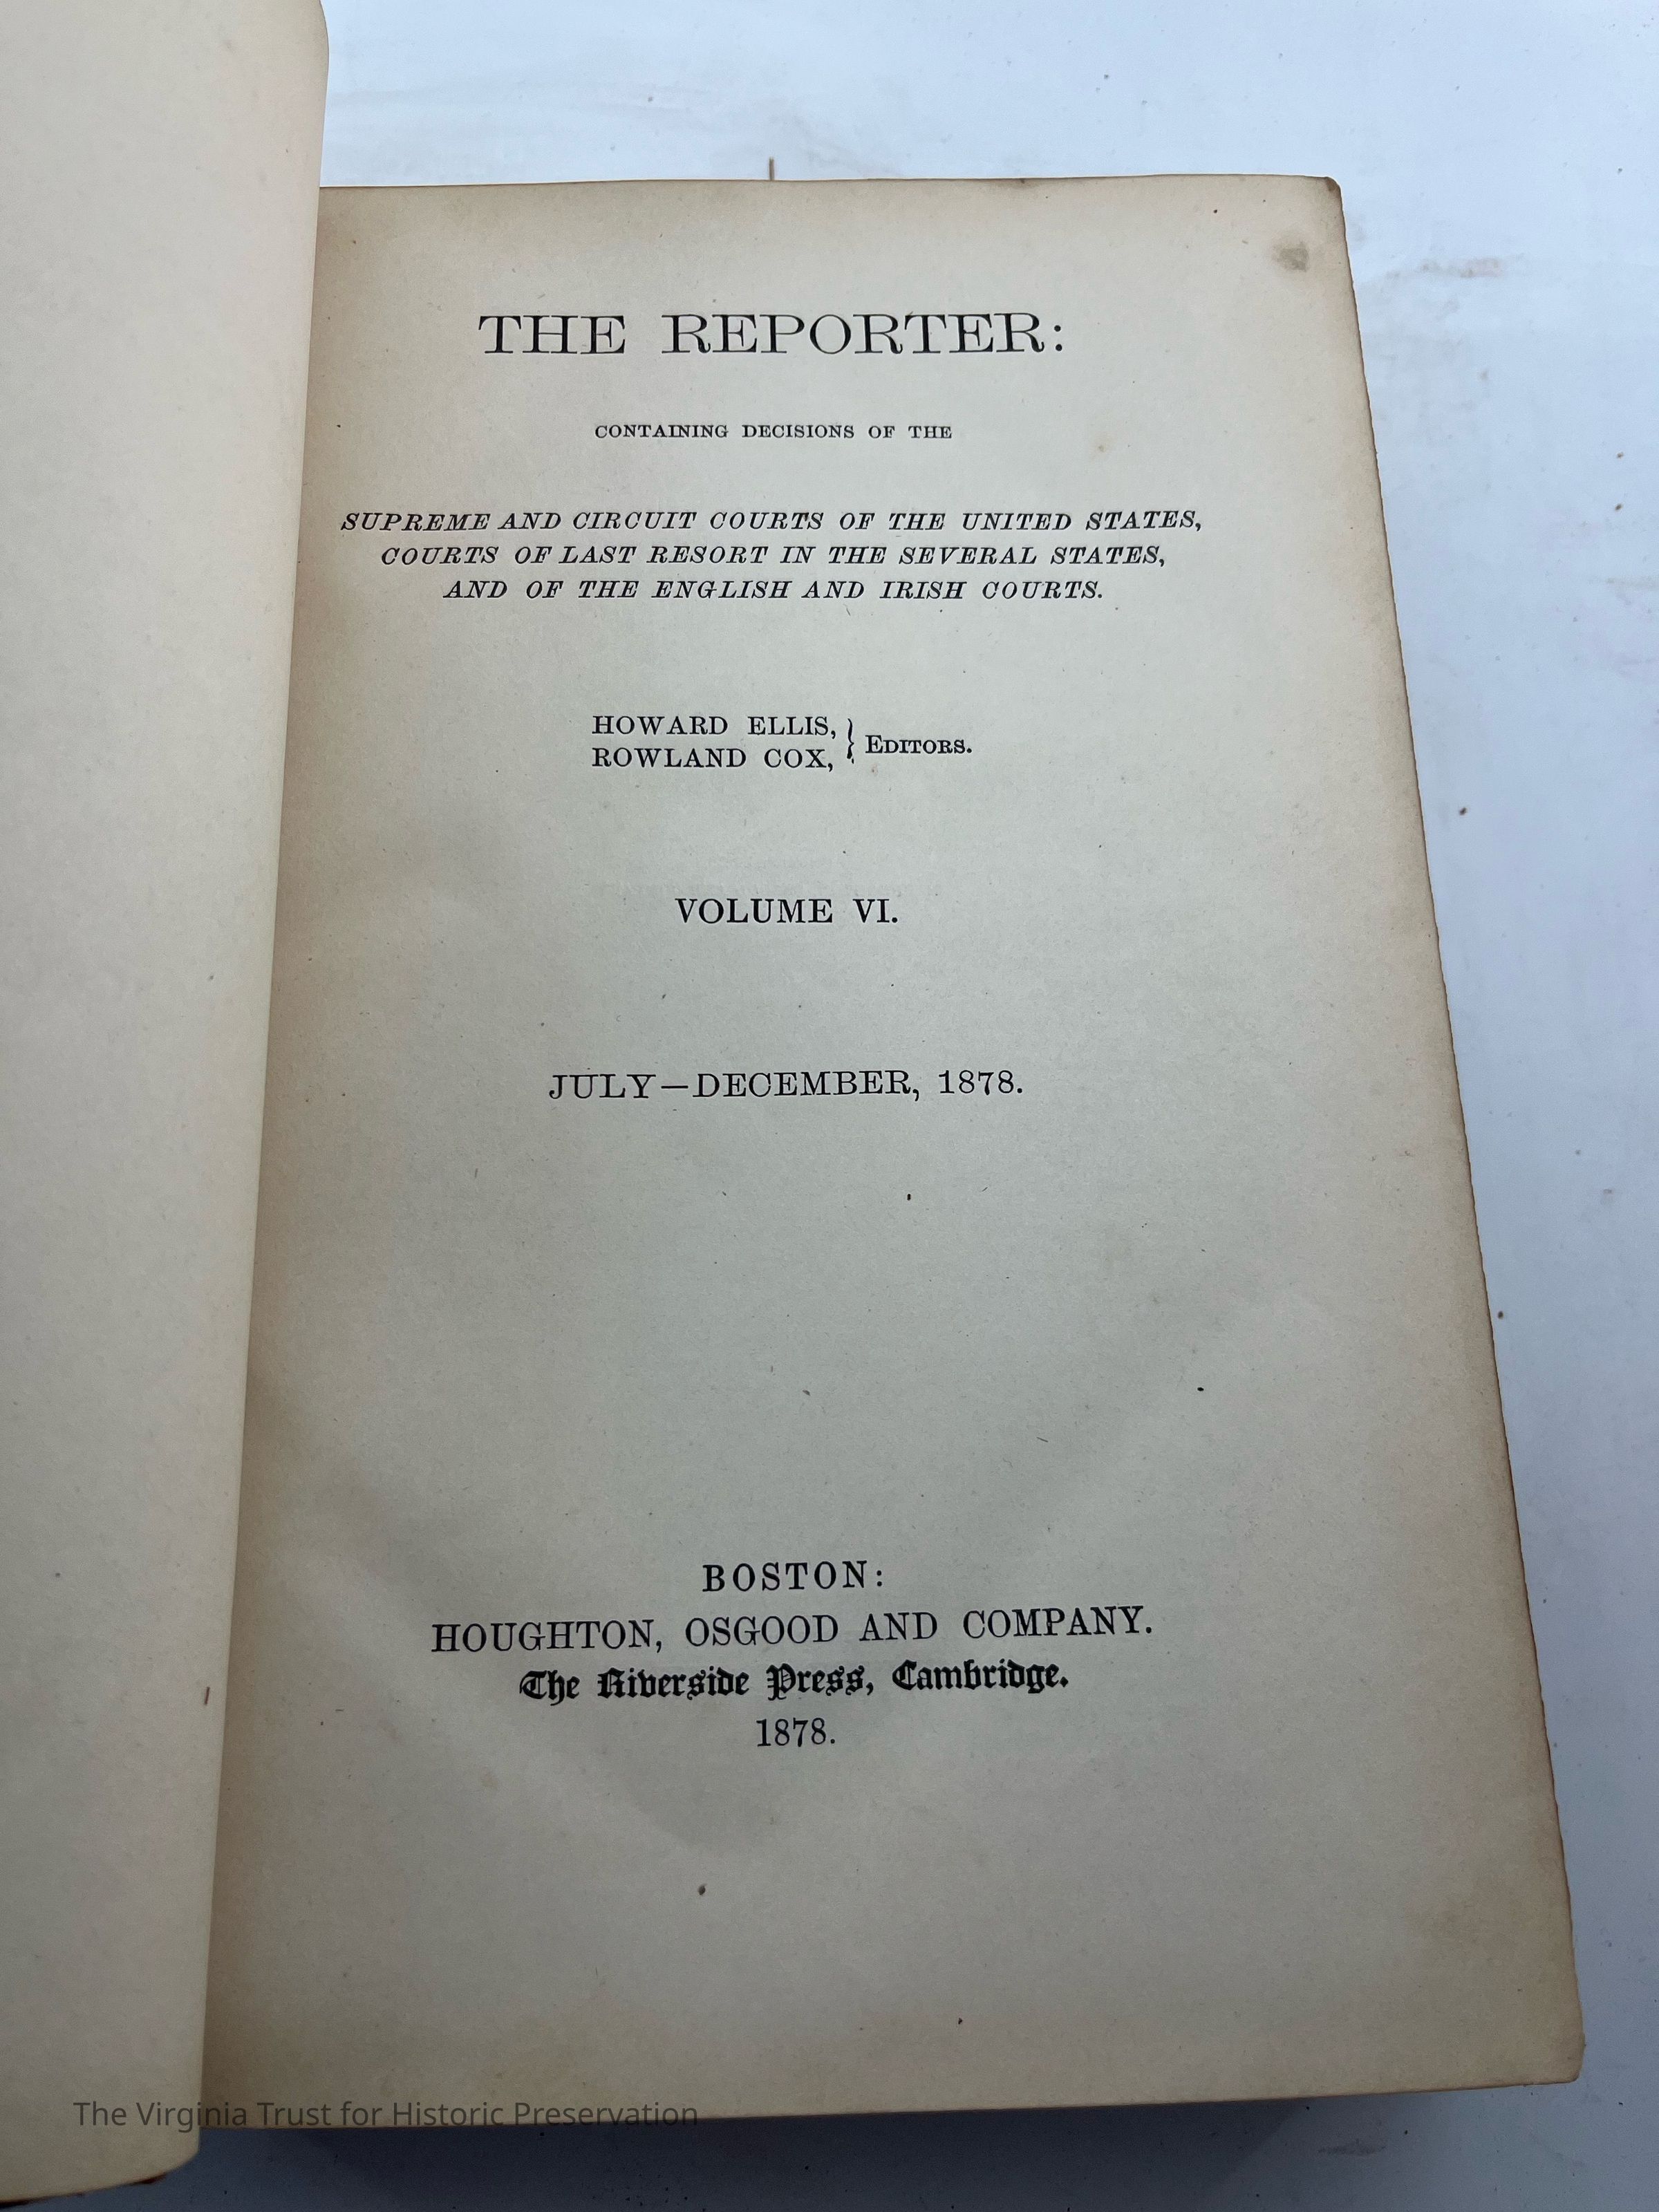 THE REPORTER:
CONTAINING DECISIONS OF THE
SUPREME AND CIRCUIT COURTS OF THE UNITED STATES,
COURTS OF LAST RESORT IN THE SEVERAL STATES,
AND OF THE ENGLISH AND IRISH COURTS.
HOWARD ELLIS,
ROWLAND COX, } EDITORS.
VOLUME VI.
JULY—DECEMBER, 1878.
BOSTON:
HOUGHTON, OSGOOD AND COMPANY.
The Riverside Press, Cambridge.
1878.
The Virginia Trust for Historic Preservation